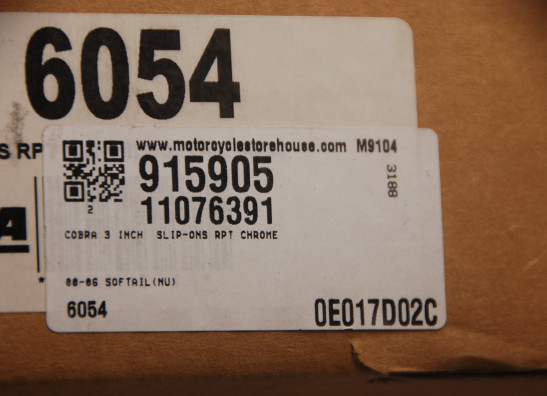 6054
S RP
www.motorcyclestorehouse.com M9104
915905
3188
11076391
2
COBRA 3 INCH SLIP-ONS RPT CHROME
A
*
00-06 SOFTAIL(NU)
6054
0E017D02C